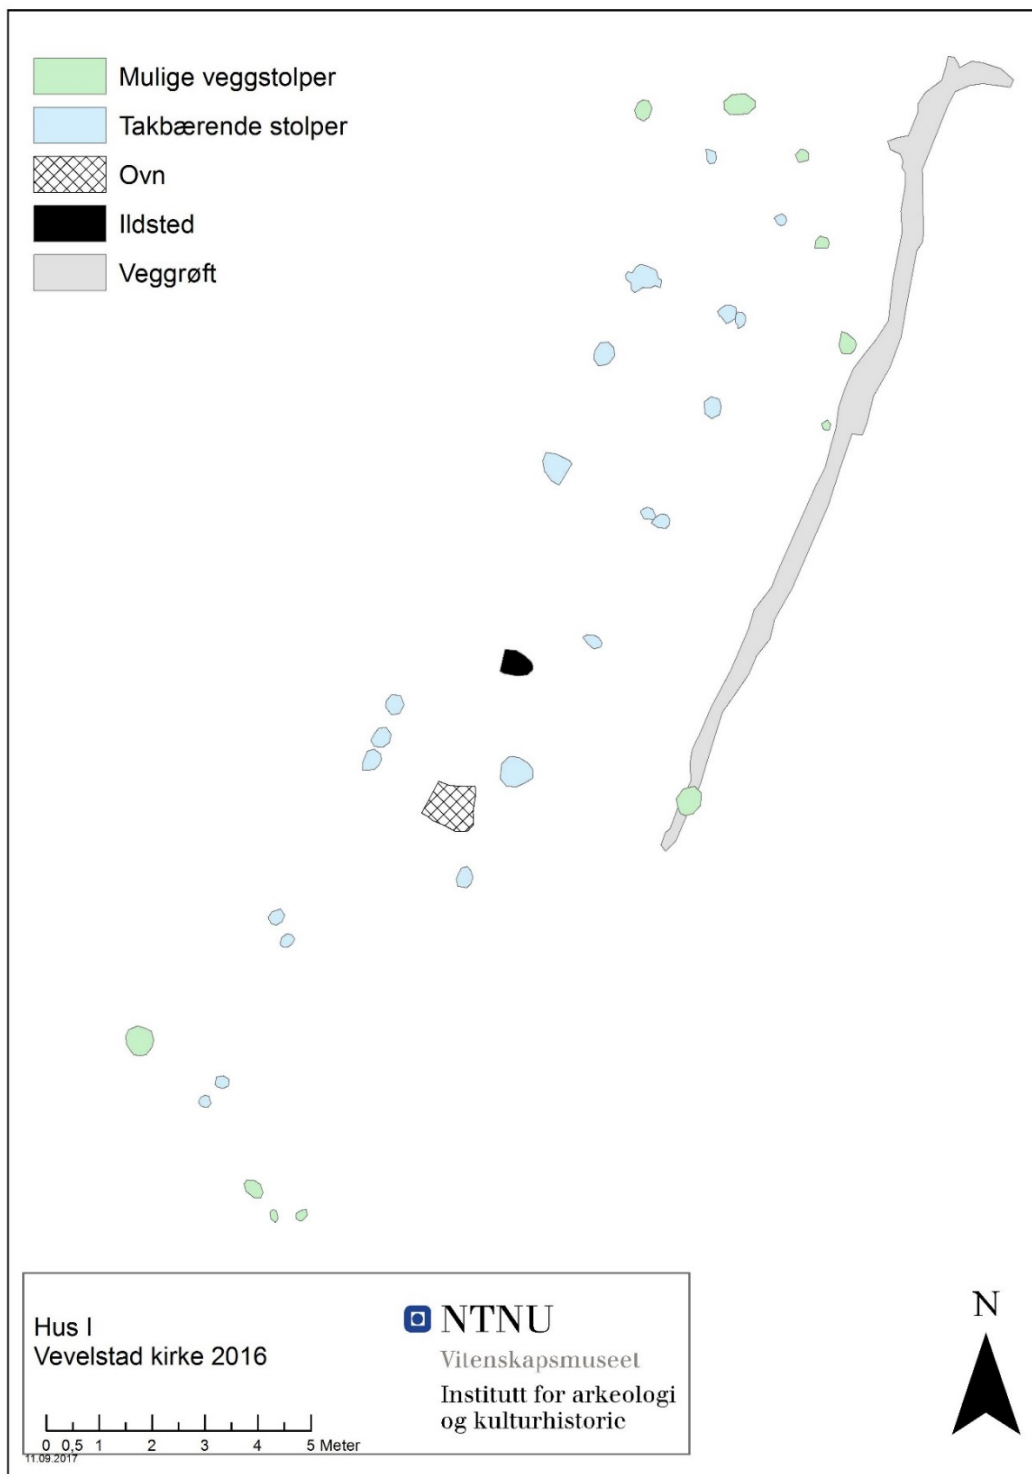 Mulige veggstolper
Takbærende stolper
Ovn
Ildsted
Veggrøft
Hus I
Vevelstad kirke 2016
NTNU
Vitenskapsmuseet
Institutt for arkeologi
og kulturhistorie
0 0,5 1 2 3 4 5 Meter
11.09.2017
N